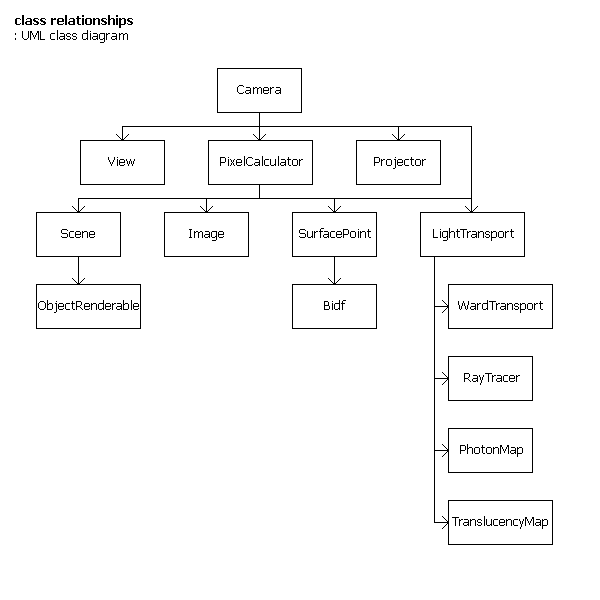 class relationships
: UML class diagram
Camera
View
PixelCalculator
Projector
Scene
Image
SurfacePoint
LightTransport
ObjectRenderable
Bidf
WardTransport
RayTracer
PhotonMap
TranslucencyMap